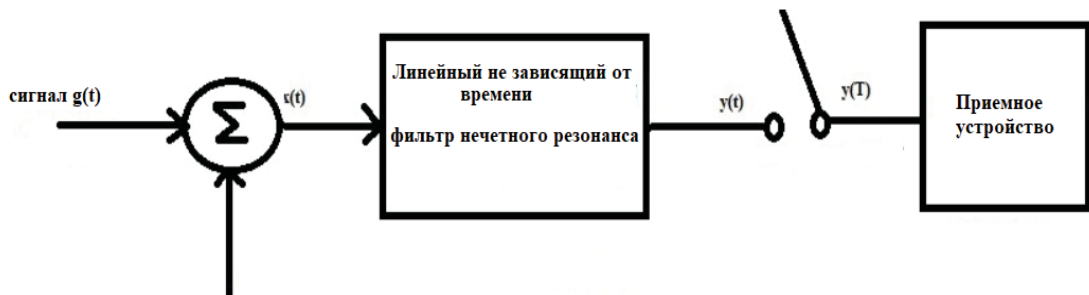 сигнал g(t)
Σ
x(t)
Линейный не зависящий от
времени
фильтр нечетного резонанса
y(t)
y(T)
Приемное
устройство